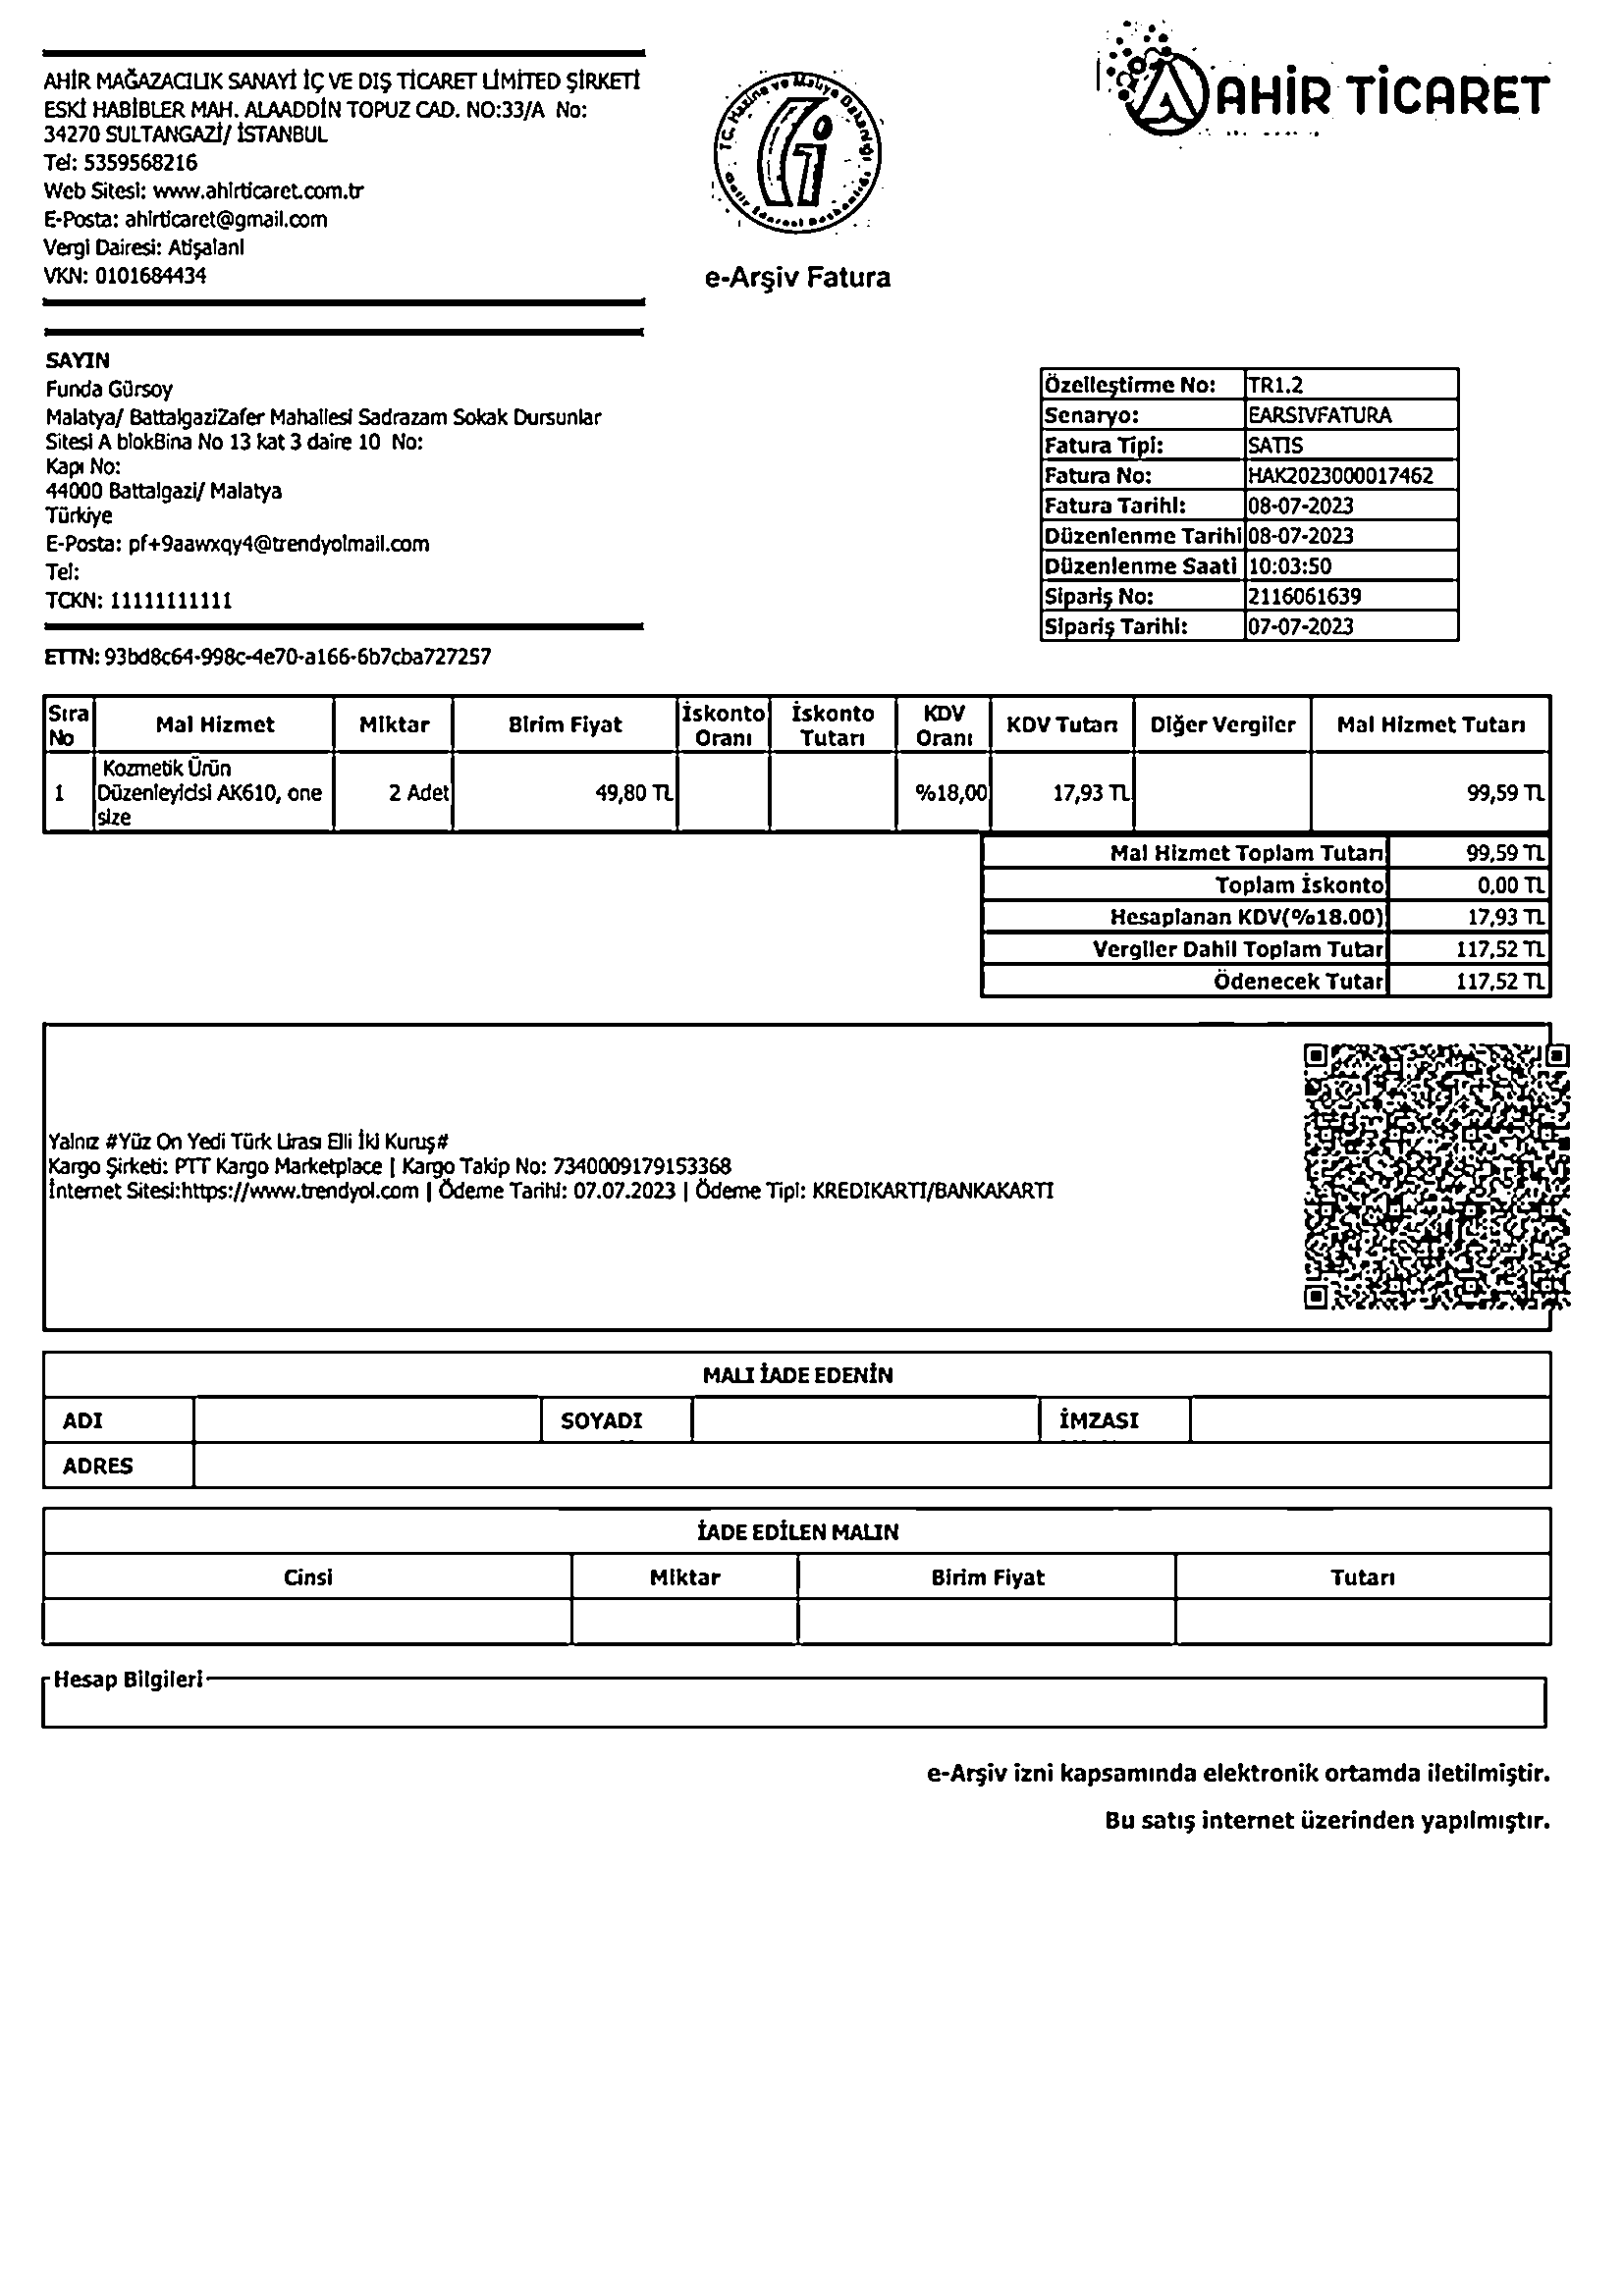 AHİR MAĞAZACILIK SANAYİ İÇ VE DIŞ TİCARET LİMİTED ŞİRKETİ
ESKİ HABİBLER MAH. ALAADDİN TOPUZ CAD. NO:33/A No:
34270 SULTANGAZİ/ İSTANBUL
Tel: 5359568216
Web Sitesi: www.ahirticaret.com.tr
E-Posta: ahirticaret@gmail.com
Vergi Dairesi: Atişalani
VKN: 0101684434
T.C. Hazine ve Maliye Bakanlığı
Gelir İdaresi Başkanlığı
e-Arşiv Fatura
AHİR TİCARET
SAYIN
Funda Gürsoy
Malatya/ BattalgaziZafer Mahallesi Sadrazam Sokak Dursunlar
Sitesi A blokBina No 13 kat 3 daire 10 No:
Kapı No:
44000 Battalgazi/ Malatya
Türkiye
E-Posta: pf+9aawxqy4@trendyolmail.com
Tel:
TCKN: 11111111111
ETTN: 93bd8c64-998c-4e70-a166-6b7cba727257
Özelleştirme No: TR1.2
Senaryo: EARSIVFATURA
Fatura Tipi: SATIS
Fatura No: HAK2023000017462
Fatura Tarihi: 08-07-2023
Düzenlenme Tarihi 08-07-2023
Düzenlenme Saati 10:03:50
Sipariş No: 2116061639
Sipariş Tarihi: 07-07-2023
Sıra No Mal Hizmet Miktar Birim Fiyat İskonto Oranı İskonto Tutarı KDV Oranı KDV Tutarı Diğer Vergiler Mal Hizmet Tutarı
1 Kozmetik Ürün Düzenleyicisi AK610, one size 2 Adet 49,80 TL %18,00 17,93 TL 99,59 TL
Mal Hizmet Toplam Tutarı 99,59 TL
Toplam İskonto 0,00 TL
Hesaplanan KDV(%18.00) 17,93 TL
Vergiler Dahil Toplam Tutar 117,52 TL
Ödenecek Tutar 117,52 TL
Yalnız #Yüz On Yedi Türk Lirası Elli İki Kuruş#
Kargo Şirketi: PTT Kargo Marketplace | Kargo Takip No: 7340009179153368
İnternet Sitesi:https://www.trendyol.com | Ödeme Tarihi: 07.07.2023 | Ödeme Tipi: KREDIKARTI/BANKAKARTI
MALI İADE EDENİN
ADI SOYADI İMZASI
ADRES
İADE EDİLEN MALIN
Cinsi Miktar Birim Fiyat Tutarı
Hesap Bilgileri
e-Arşiv izni kapsamında elektronik ortamda iletilmiştir.
Bu satış internet üzerinden yapılmıştır.